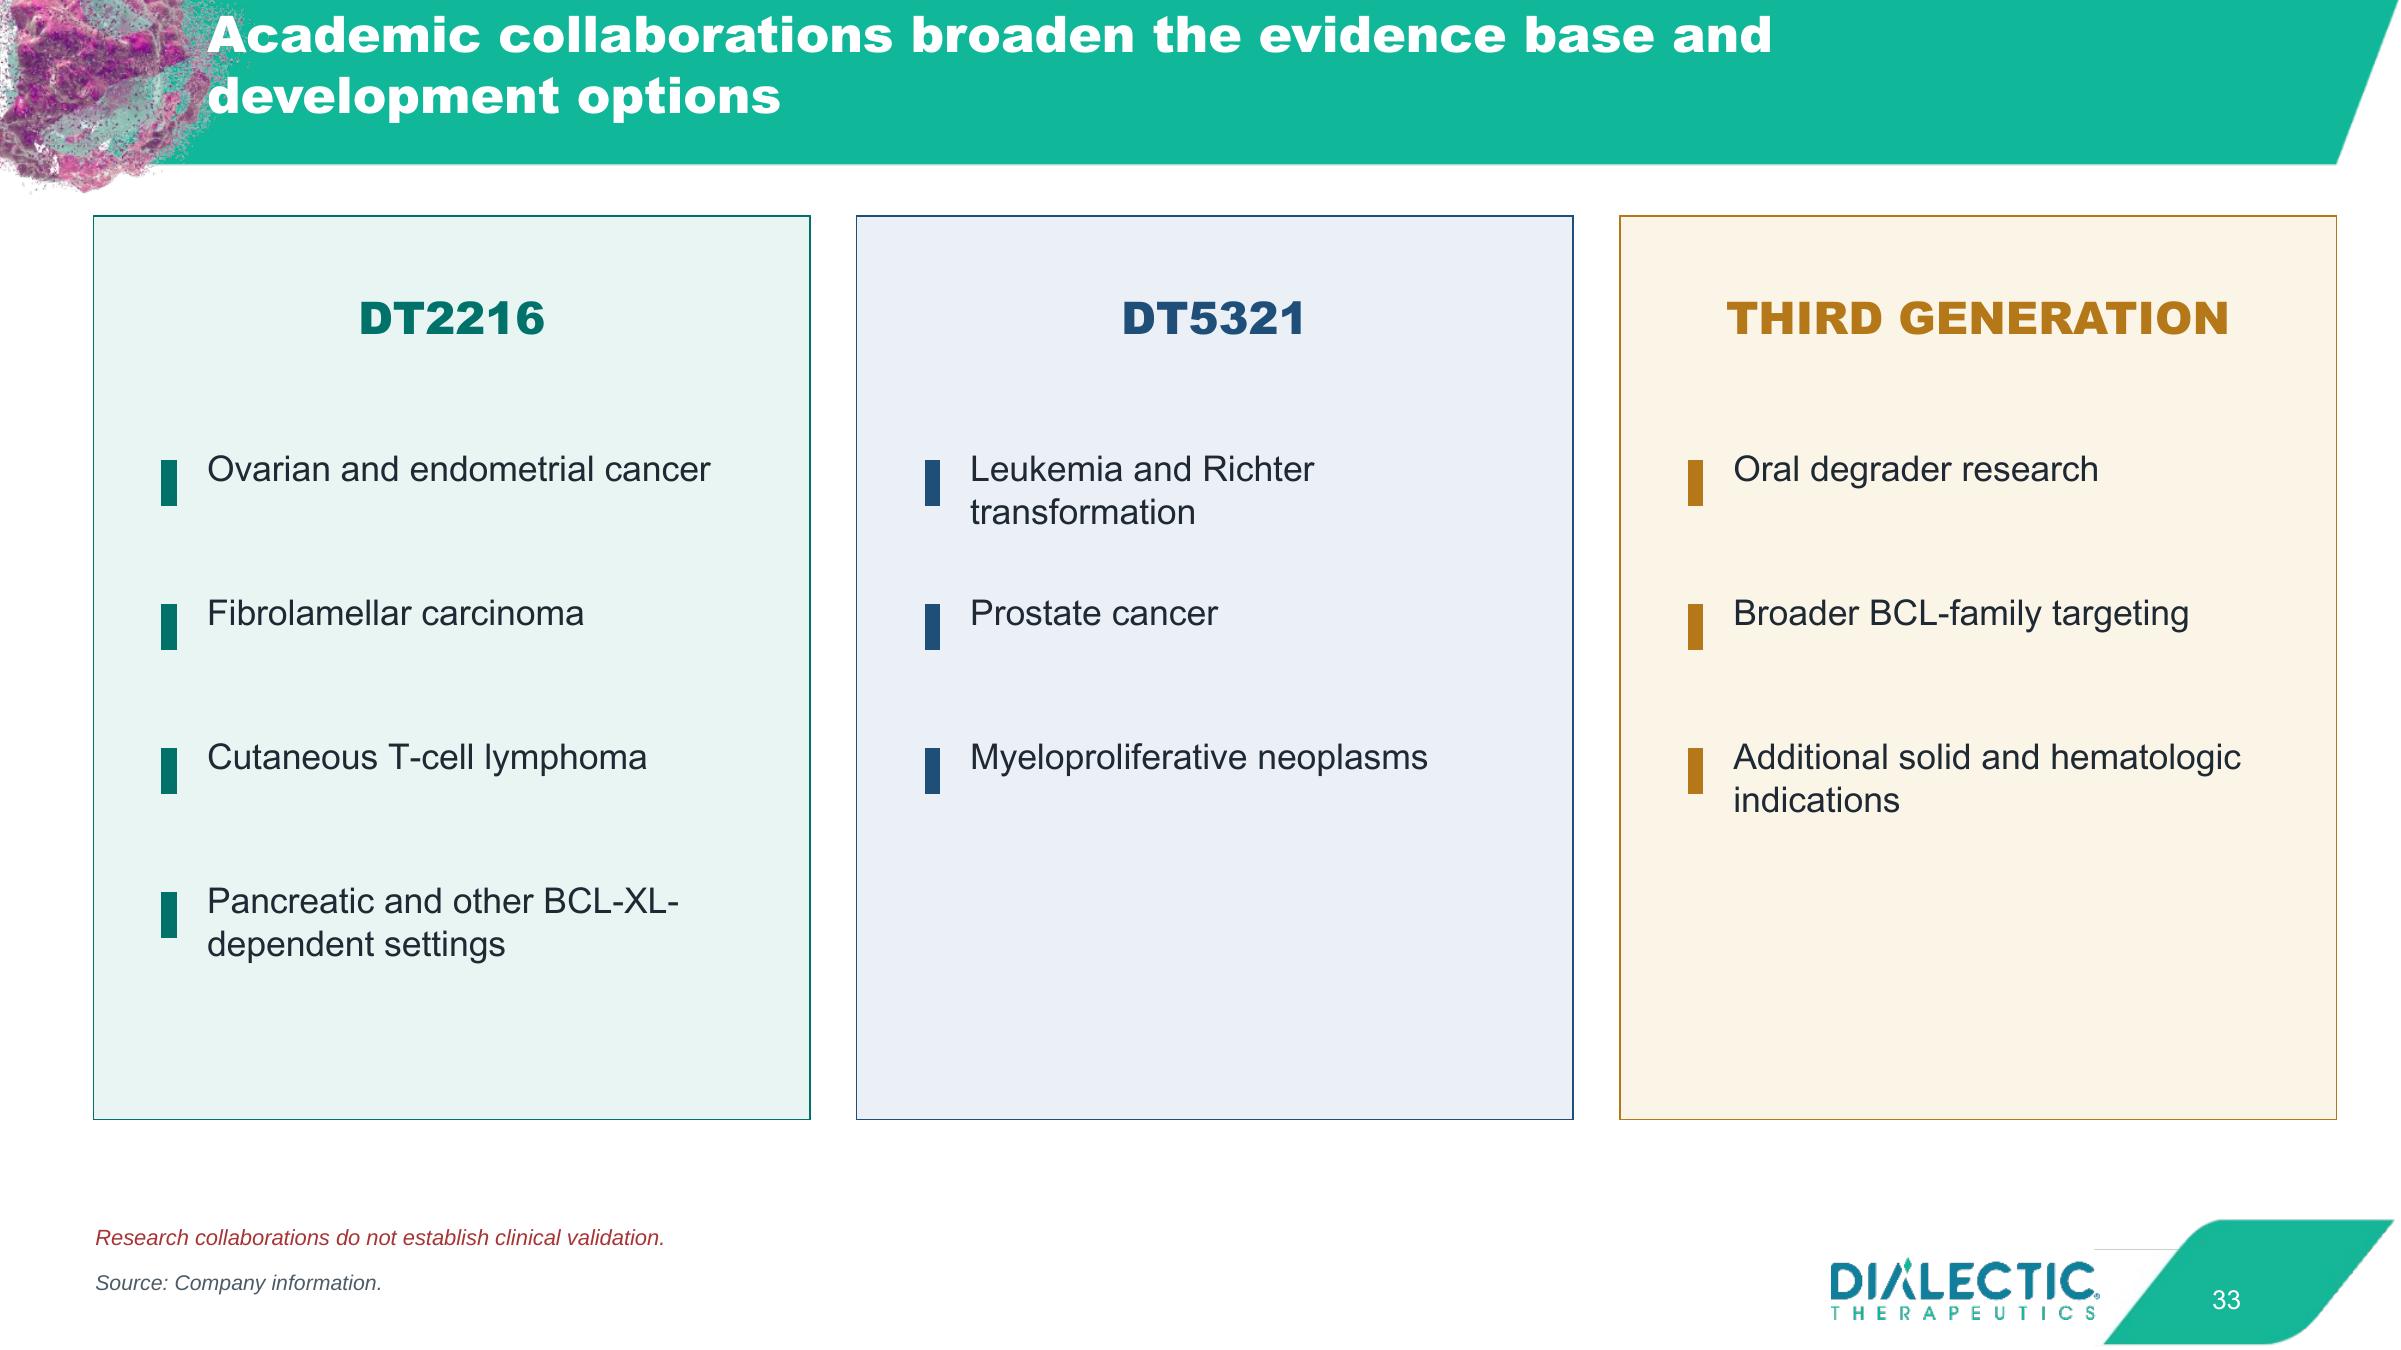 Academic collaborations broaden the evidence base and
development options
DT2216
Ovarian and endometrial cancer
Fibrolamellar carcinoma
Cutaneous T-cell lymphoma
Pancreatic and other BCL-XL-
dependent settings
DT5321
Leukemia and Richter
transformation
Prostate cancer
Myeloproliferative neoplasms
THIRD GENERATION
Oral degrader research
Broader BCL-family targeting
Additional solid and hematologic
indications
Research collaborations do not establish clinical validation.
Source: Company information.
DIALECTIC®
THERAPEUTICS
33